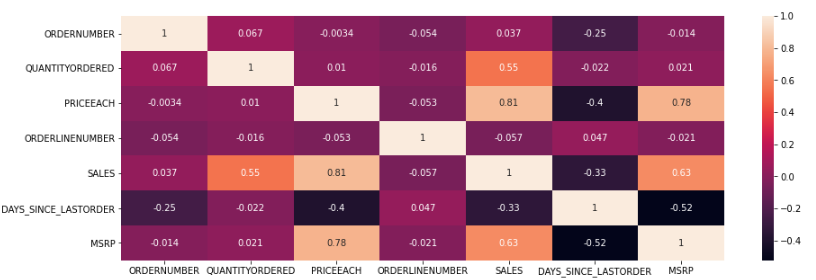 ORDERNUMBER 1 0.067 -0.0034 -0.054 0.037 -0.25 -0.014
QUANTITYORDERED 0.067 1 0.01 -0.016 0.55 -0.022 0.021
PRICEEACH -0.0034 0.01 1 -0.053 0.81 -0.4 0.78
ORDERLINENUMBER -0.054 -0.016 -0.053 1 -0.057 0.047 -0.021
SALES 0.037 0.55 0.81 -0.057 1 -0.33 0.63
DAYS_SINCE_LASTORDER -0.25 -0.022 -0.4 0.047 -0.33 1 -0.52
MSRP -0.014 0.021 0.78 -0.021 0.63 -0.52 1
ORDERNUMBER QUANTITYORDERED PRICEEACH ORDERLINENUMBER SALES DAYS_SINCE_LASTORDER MSRP
1.0
0.8
0.6
0.4
0.2
0.0
−0.2
−0.4